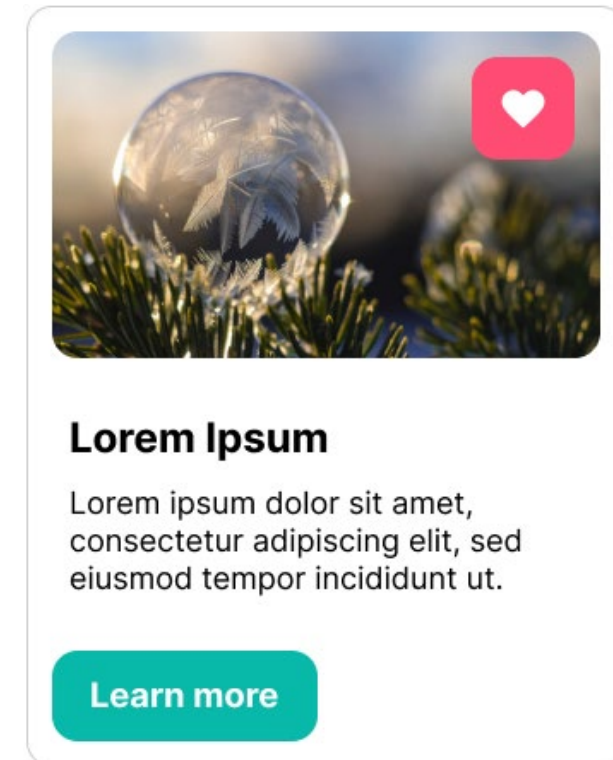 Lorem Ipsum
Lorem ipsum dolor sit amet,
consectetur adipiscing elit, sed
eiusmod tempor incididunt ut.
Learn more